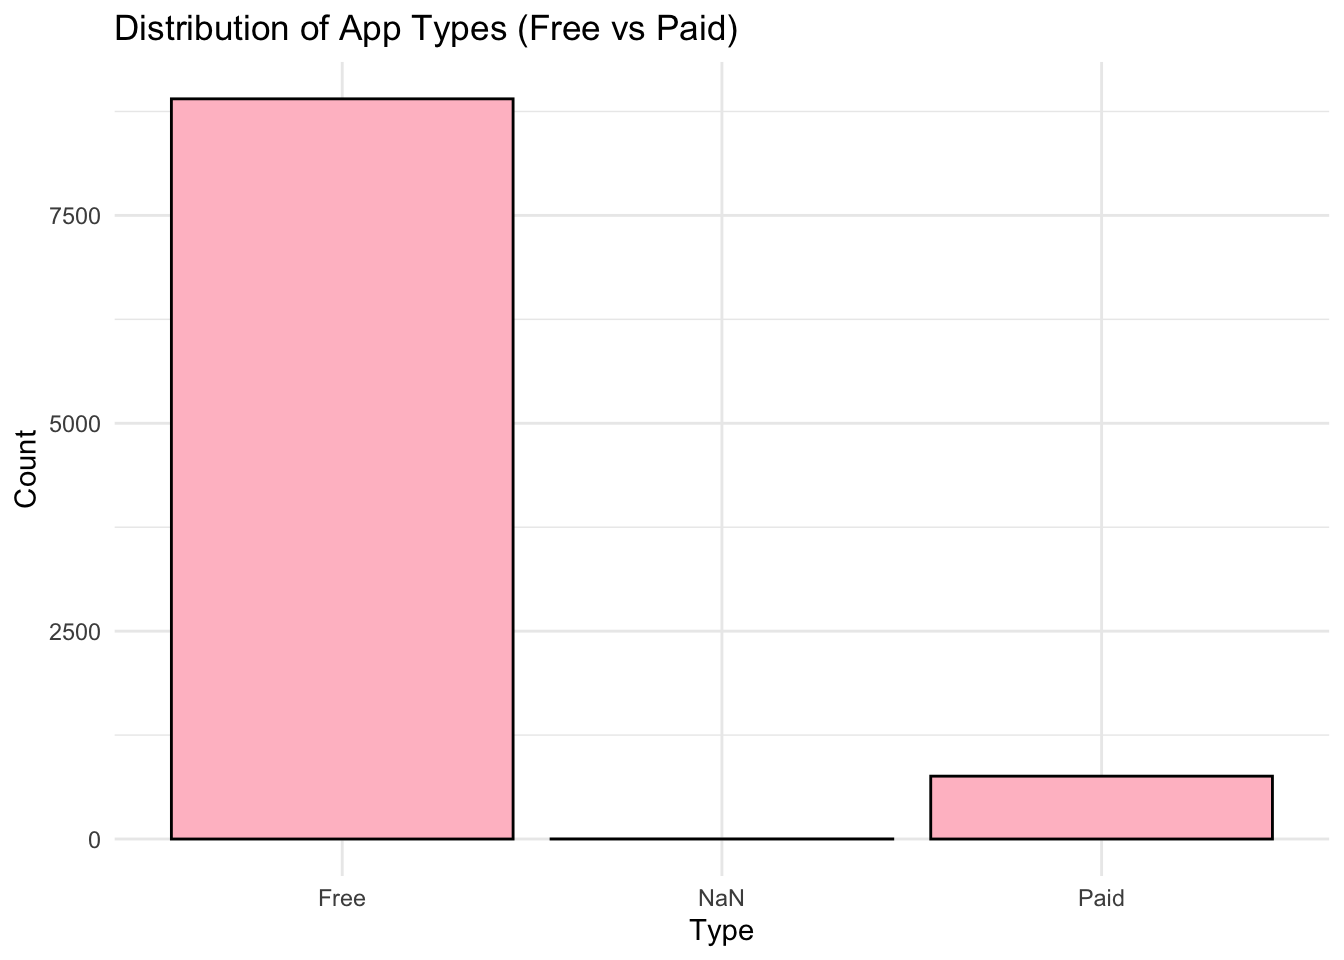 Distribution of App Types (Free vs Paid)
Count
7500
5000
2500
0
Free
NaN
Paid
Type